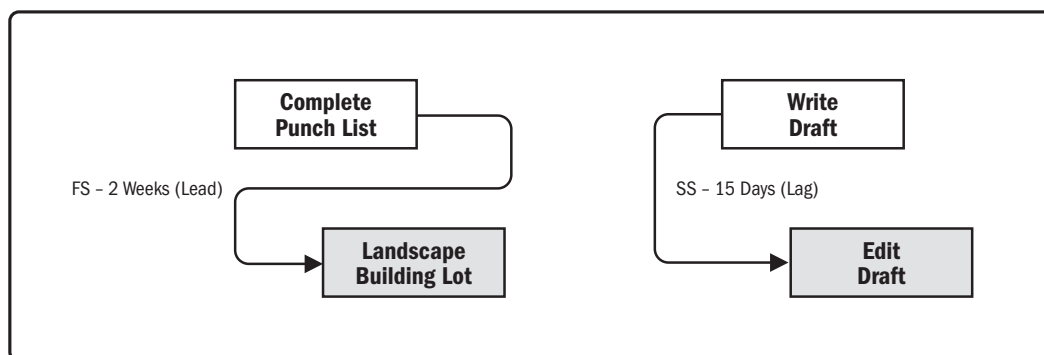 Complete
Punch List
FS – 2 Weeks (Lead)
Landscape
Building Lot
Write
Draft
SS – 15 Days (Lag)
Edit
Draft